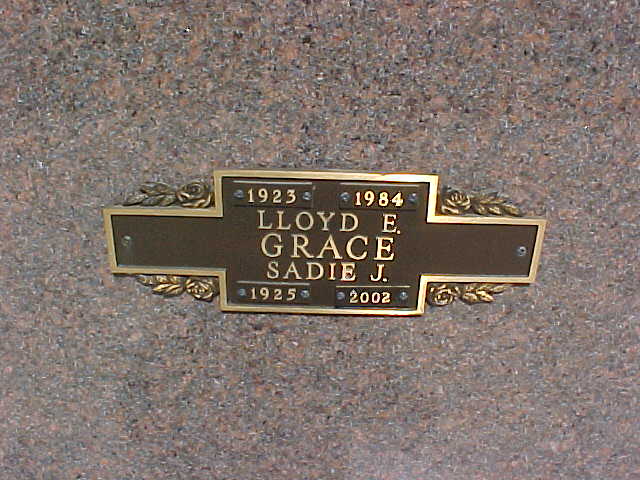 1923 1984
LLOYD E.
GRACE
SADIE J.
1925 2002